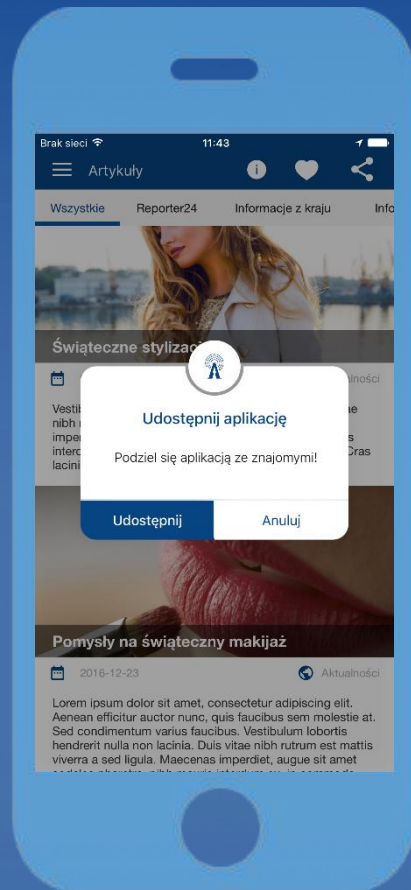 Brak sieci 11:43
Artykuły
Wszystkie Reporter24 Informacje z kraju Info
Świąteczne stylizac
Udostępnij aplikację
Podziel się aplikacją ze znajomymi!
Udostępnij Anuluj
Pomysły na świąteczny makijaż
2016-12-23 Aktualności
Lorem ipsum dolor sit amet, consectetur adipiscing elit.
Aenean efficitur auctor nunc, quis faucibus sem molestie at.
Sed condimentum varius faucibus. Vestibulum lobortis
hendrerit nulla non lacinia. Duis vitae nibh rutrum est mattis
viverra a sed ligula. Maecenas imperdiet, augue sit amet